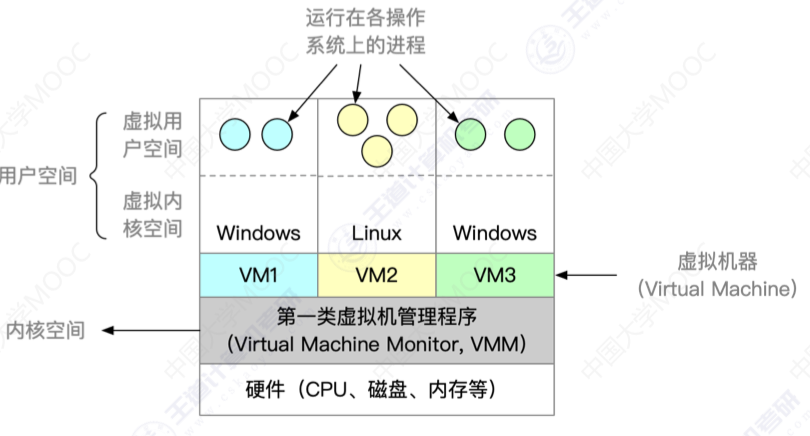 运行在各操作
系统上的进程
虚拟用
户空间
用户空间
虚拟内
核空间
Windows
Linux
Windows
VM1
VM2
VM3
虚拟机器
（Virtual Machine）
内核空间
第一类虚拟机管理程序
（Virtual Machine Monitor, VMM）
硬件（CPU、磁盘、内存等）
中国大学MOOC
王道计算机考研